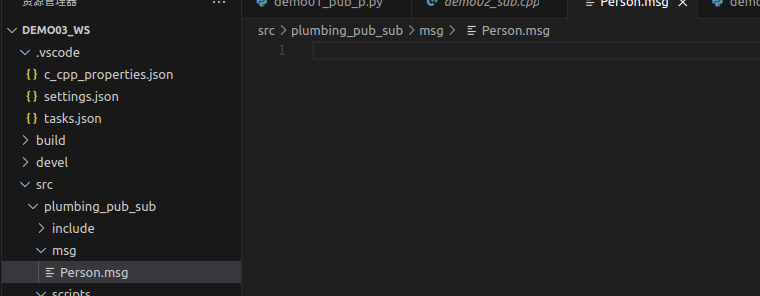 资源管理器 ...
demo01_pub_p.py demo02_sub.cpp Person.msg demo
DEMO03_WS
src > plumbing_pub_sub > msg > Person.msg
.vscode
1
{} c_cpp_properties.json
{} settings.json
{} tasks.json
build
devel
src
plumbing_pub_sub
include
msg
Person.msg
scripts